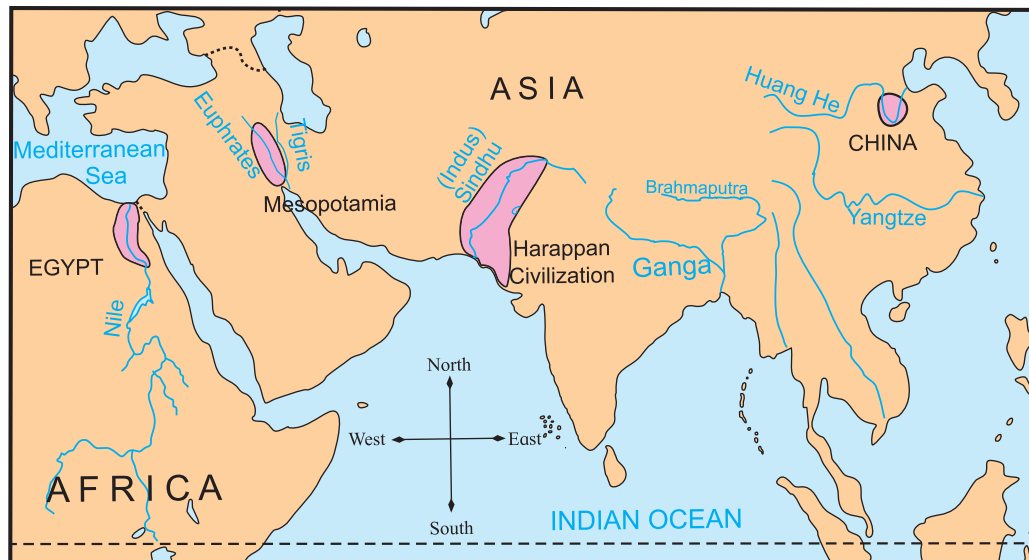 ASIA
Huang He
CHINA
Euphrates
Tigris
Mediterranean
Sea
(Indus)
Sindhu
Mesopotamia
Brahmaputra
Yangtze
Harappan
Civilization
Ganga
EGYPT
Nile
North
West
East
South
AFRICA
INDIAN OCEAN